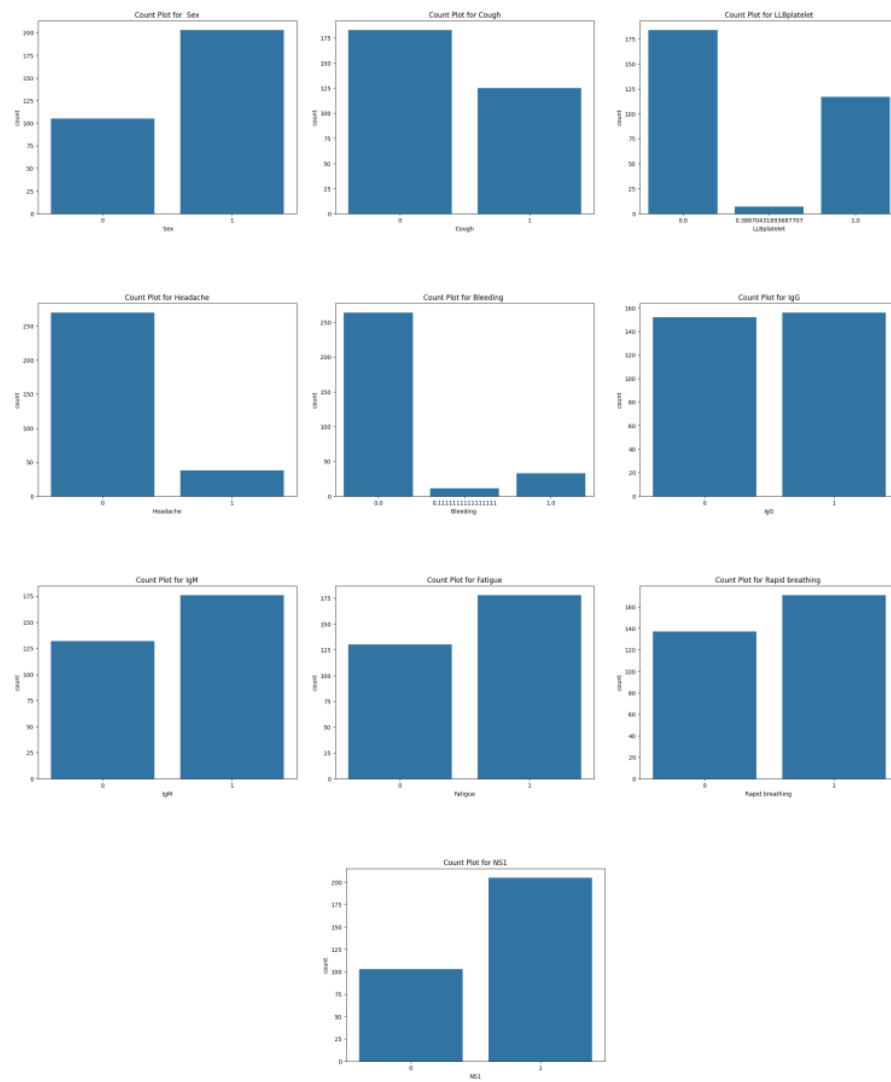 Count Plot for  Sex
200
175
150
125
100
75
50
25
0
count
0 1
Sex
Count Plot for Cough
175
150
125
100
75
50
25
0
count
0 1
Cough
Count Plot for LLBplatelet
175
150
125
100
75
50
25
0
count
0.0 0.38870431893687707 1.0
LLBplatelet
Count Plot for Headache
250
200
150
100
50
0
count
0 1
Headache
Count Plot for Bleeding
250
200
150
100
50
0
count
0.0 0.1111111111111111 1.0
Bleeding
Count Plot for IgG
160
140
120
100
80
60
40
20
0
count
0 1
IgG
Count Plot for IgM
175
150
125
100
75
50
25
0
count
0 1
IgM
Count Plot for Fatigue
175
150
125
100
75
50
25
0
count
0 1
Fatigue
Count Plot for Rapid breathing
160
140
120
100
80
60
40
20
0
count
0 1
Rapid breathing
Count Plot for NS1
200
175
150
125
100
75
50
25
0
count
0 1
NS1